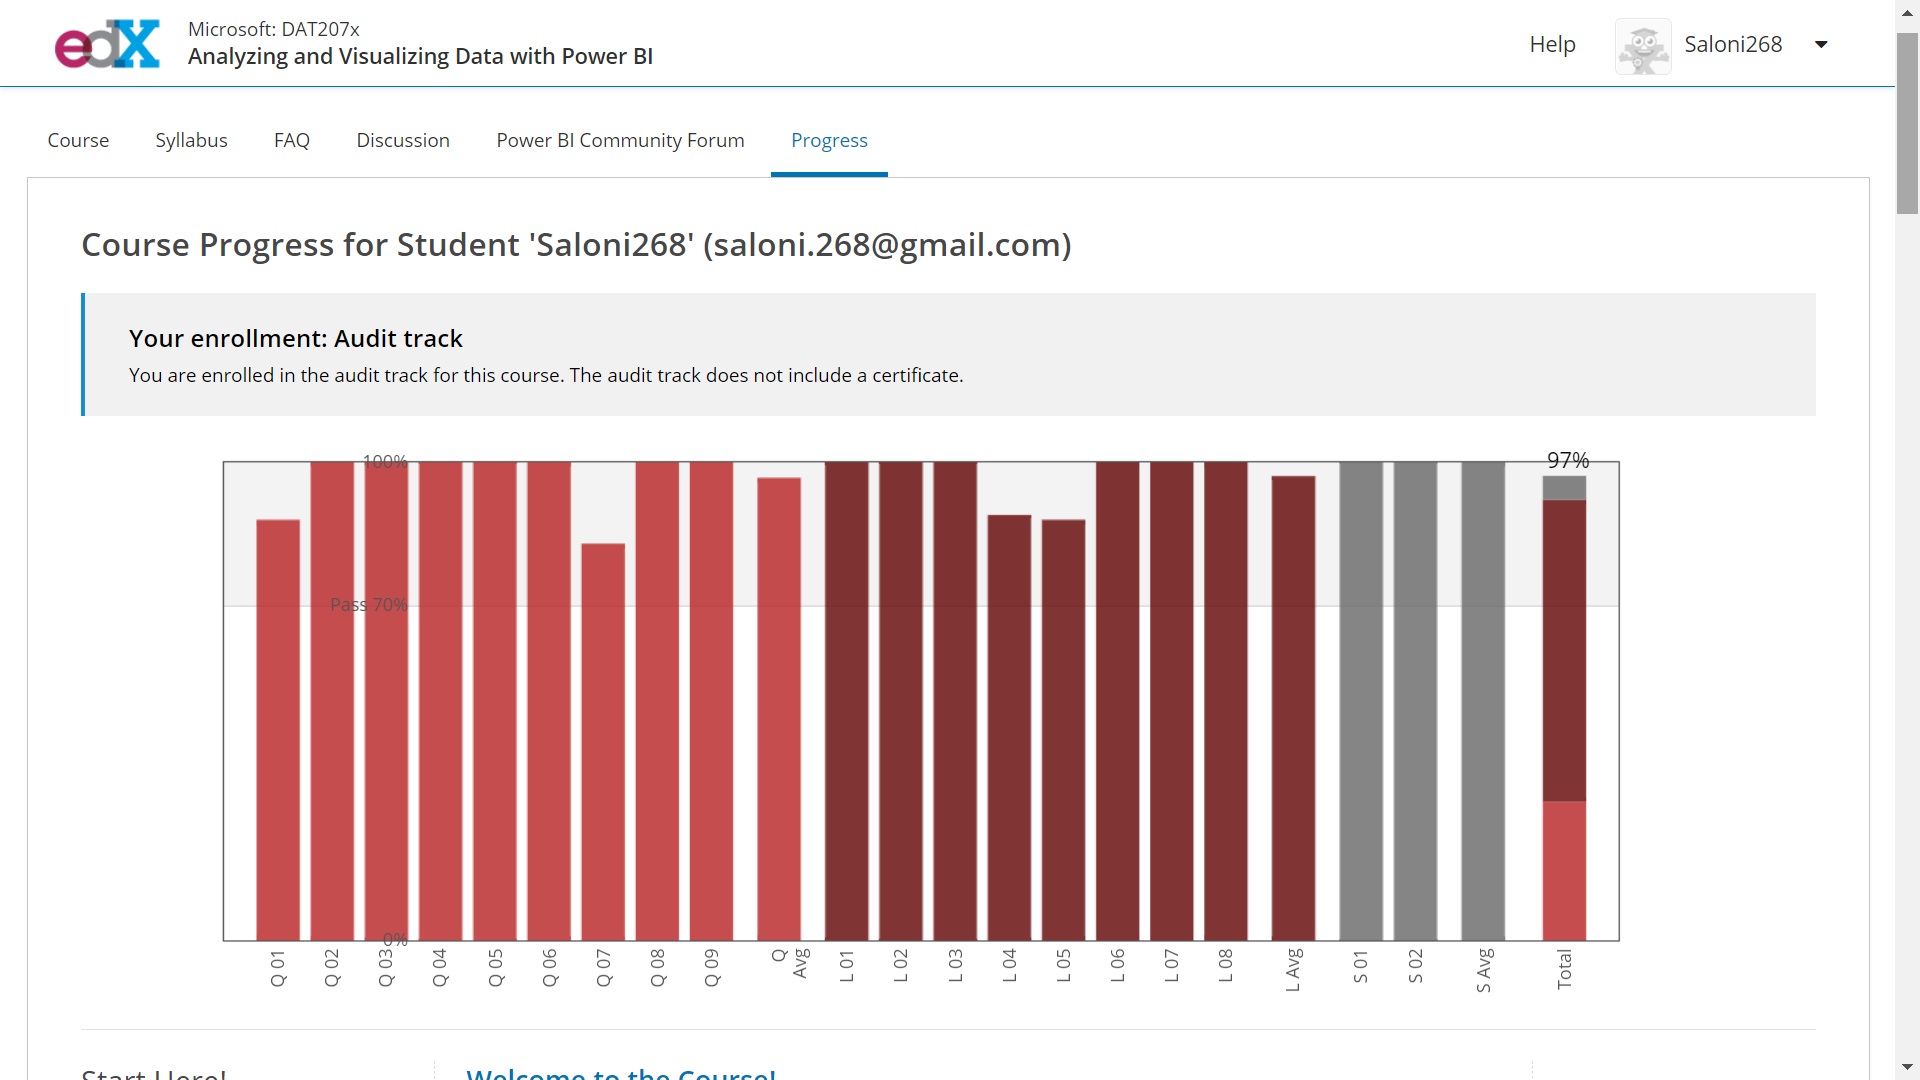 edX
Microsoft: DAT207x
Analyzing and Visualizing Data with Power BI
Help
Saloni268
Course
Syllabus
FAQ
Discussion
Power BI Community Forum
Progress
Course Progress for Student 'Saloni268' (saloni.268@gmail.com)
Your enrollment: Audit track
You are enrolled in the audit track for this course. The audit track does not include a certificate.
100%
97%
Pass 70%
0%
Q 01
Q 02
Q 03
Q 04
Q 05
Q 06
Q 07
Q 08
Q 09
Q
Avg
L 01
L 02
L 03
L 04
L 05
L 06
L 07
L 08
L Avg
S 01
S 02
S Avg
Total
Start Here!
Welcome to the Course!